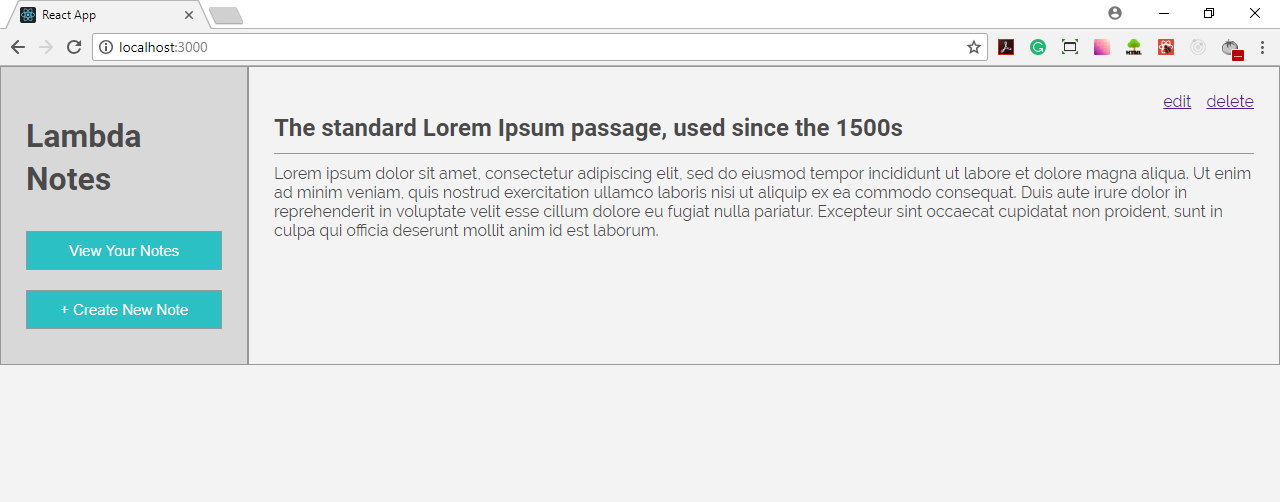 React App
localhost:3000
edit delete
Lambda
Notes
View Your Notes
+ Create New Note
The standard Lorem Ipsum passage, used since the 1500s
Lorem ipsum dolor sit amet, consectetur adipiscing elit, sed do eiusmod tempor incididunt ut labore et dolore magna aliqua. Ut enim
ad minim veniam, quis nostrud exercitation ullamco laboris nisi ut aliquip ex ea commodo consequat. Duis aute irure dolor in
reprehenderit in voluptate velit esse cillum dolore eu fugiat nulla pariatur. Excepteur sint occaecat cupidatat non proident, sunt in
culpa qui officia deserunt mollit anim id est laborum.